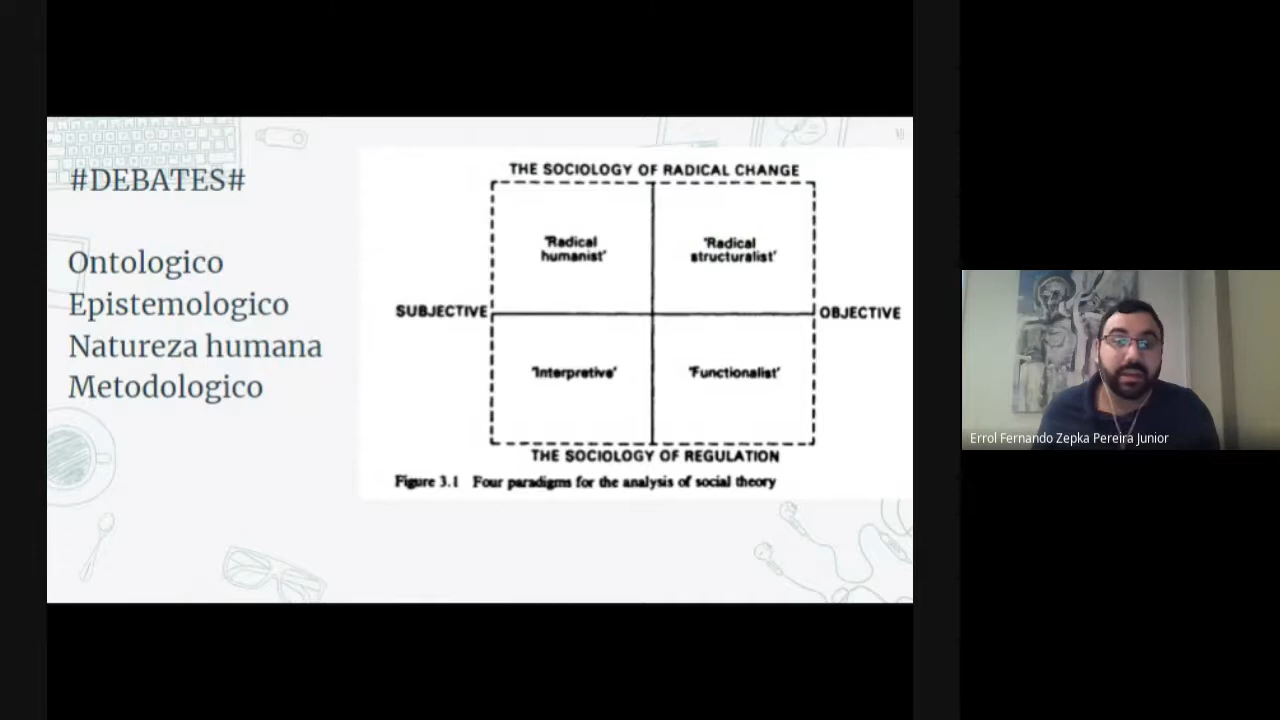 #DEBATES#
Ontologico
Epistemologico
Natureza humana
Metodologico
THE SOCIOLOGY OF RADICAL CHANGE
'Radical
humanist'
'Radical
structuralist'
SUBJECTIVE
OBJECTIVE
'Interpretive'
'Functionalist'
THE SOCIOLOGY OF REGULATION
Figure 3.1 Four paradigms for the analysis of social theory
Errol Fernando Zepka Pereira Junior